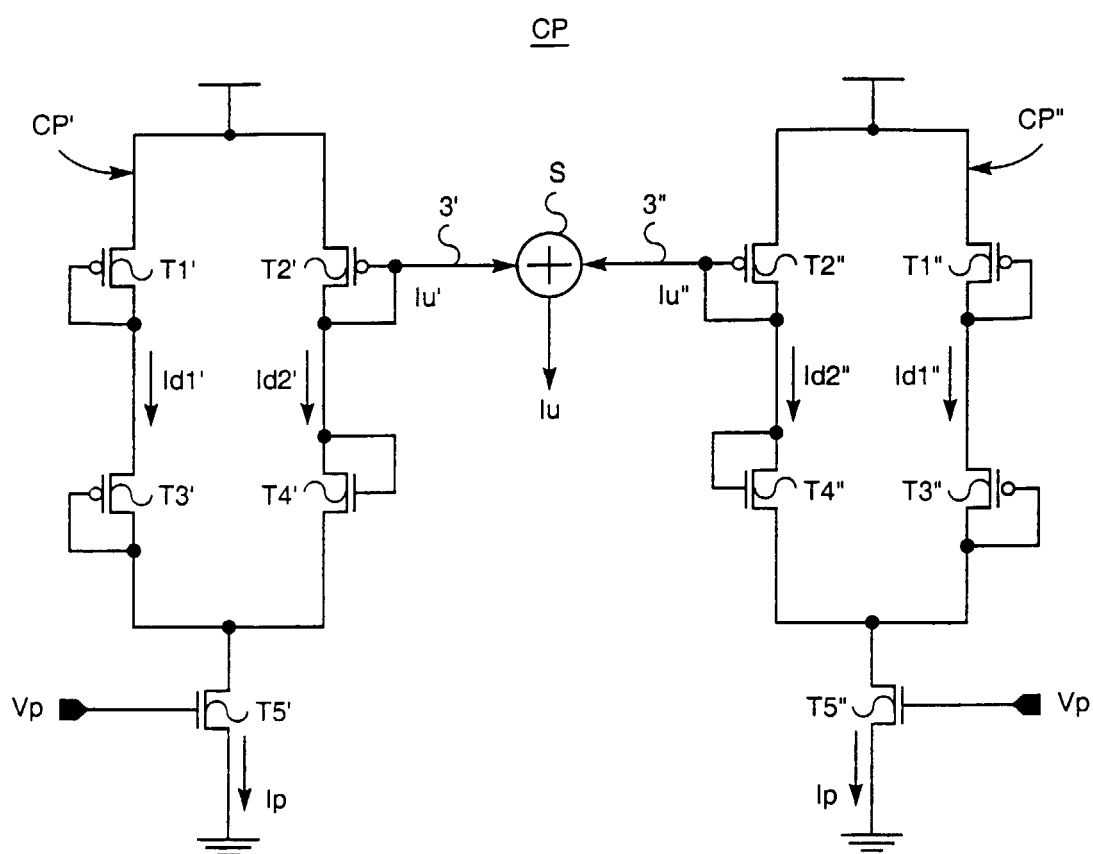 CP
CP'
CP"
S
3'
3"
T1'
T2'
T2"
T1"
Iu'
Iu"
Id1'
Id2'
Iu
Id2"
Id1"
T3'
T4'
T4"
T3"
Vp
T5'
T5"
Vp
Ip
Ip